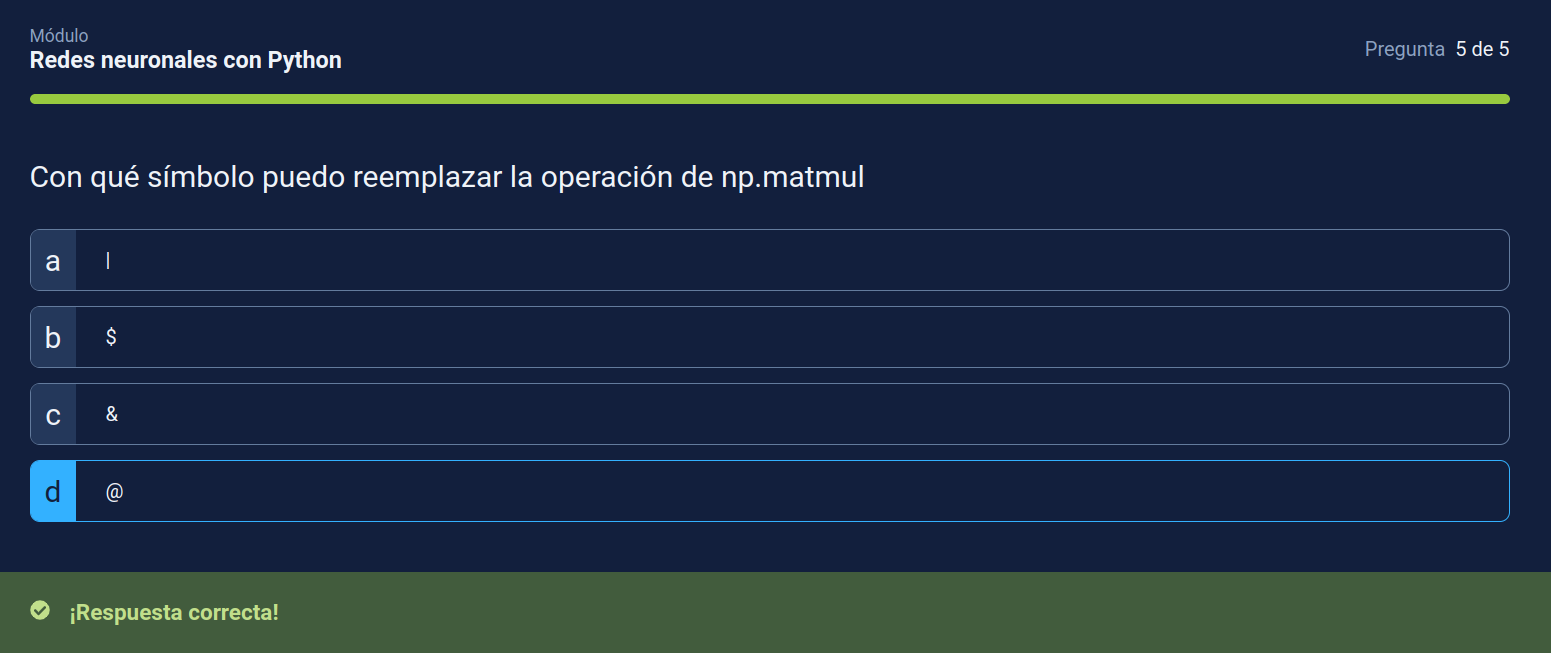 Módulo
Redes neuronales con Python
Pregunta 5 de 5
Con qué símbolo puedo reemplazar la operación de np.matmul
a |
b $
c &
d @
¡Respuesta correcta!